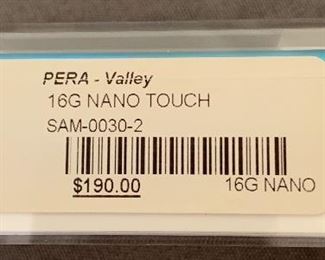 PERA - Valley
16G NANO TOUCH
SAM-0030-2
$190.00 16G NANO